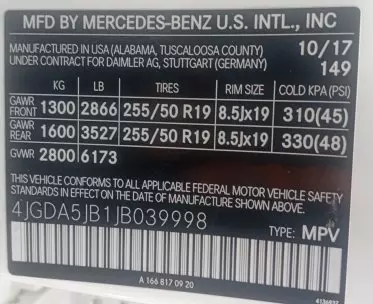 MFD BY MERCEDES-BENZ U.S. INTL., INC
MANUFACTURED IN USA (ALABAMA, TUSCALOOSA COUNTY) 10/17
UNDER CONTRACT FOR DAIMLER AG, STUTTGART (GERMANY) 149
KG LB TIRES RIM SIZE COLD KPA (PSI)
GAWR FRONT 1300 2866 255/50 R19 8.5Jx19 310(45)
GAWR REAR 1600 3527 255/50 R19 8.5Jx19 330(48)
GVWR 2800 6173
THIS VEHICLE CONFORMS TO ALL APPLICABLE FEDERAL MOTOR VEHICLE SAFETY
STANDARDS IN EFFECT ON THE DATE OF MANUFACTURE SHOWN ABOVE.
4JGDA5JB1JB039998
TYPE: MPV
A 166 817 09 20